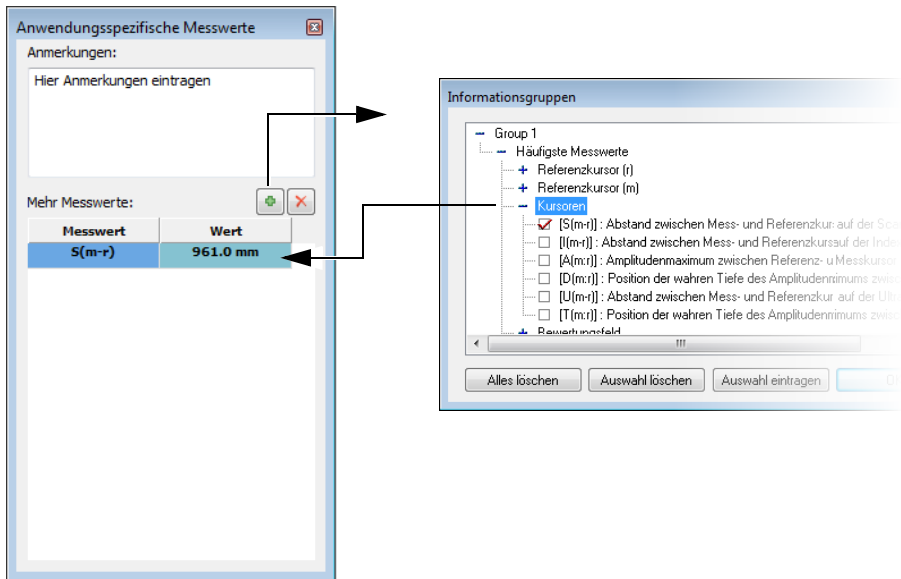 Anwendungsspezifische Messwerte
Anmerkungen:
Hier Anmerkungen eintragen
Mehr Messwerte:
Messwert Wert
S(m-r) 961.0 mm
Informationsgruppen
Group 1
Häufigste Messwerte
Referenzkursor (r)
Referenzkursor (m)
Kursoren
[S(m-r)] : Abstand zwischen Mess- und Referenzkur auf der
[I(m-r)] : Abstand zwischen Mess- und Referenzkursauf der
[A(m:r)] : Amplitudenmaximum zwischen Referenz- u Messkursor
[D(m:r)] : Position der wahren Tiefe des Amplitudenmimums
[U(m-r)] : Abstand zwischen Mess- und Referenzkur auf der
[T(m:r)] : Position der wahren Tiefe des Amplitudenmimums
Bewertungsfeld
Alles löschen Auswahl löschen Auswahl eintragen